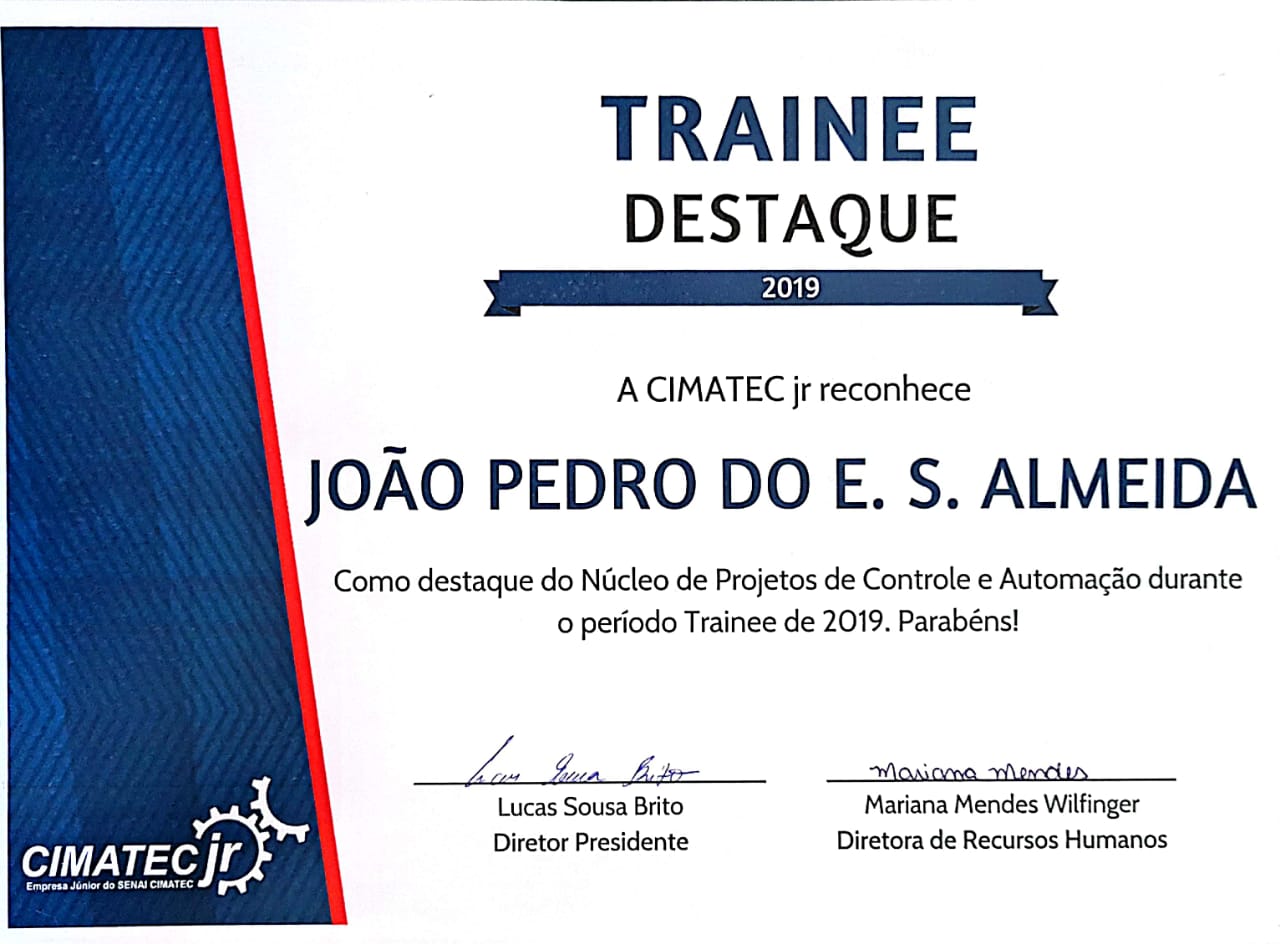 TRAINEE
DESTAQUE
2019
A CIMATEC jr reconhece
JOÃO PEDRO DO E. S. ALMEIDA
Como destaque do Núcleo de Projetos de Controle e Automação durante
o período Trainee de 2019. Parabéns!
Lucas Sousa Brito
Mariana Mendes
Lucas Sousa Brito
Diretor Presidente
Mariana Mendes Wilfinger
Diretora de Recursos Humanos
CIMATEC jr
Empresa Júnior do SENAI CIMATEC